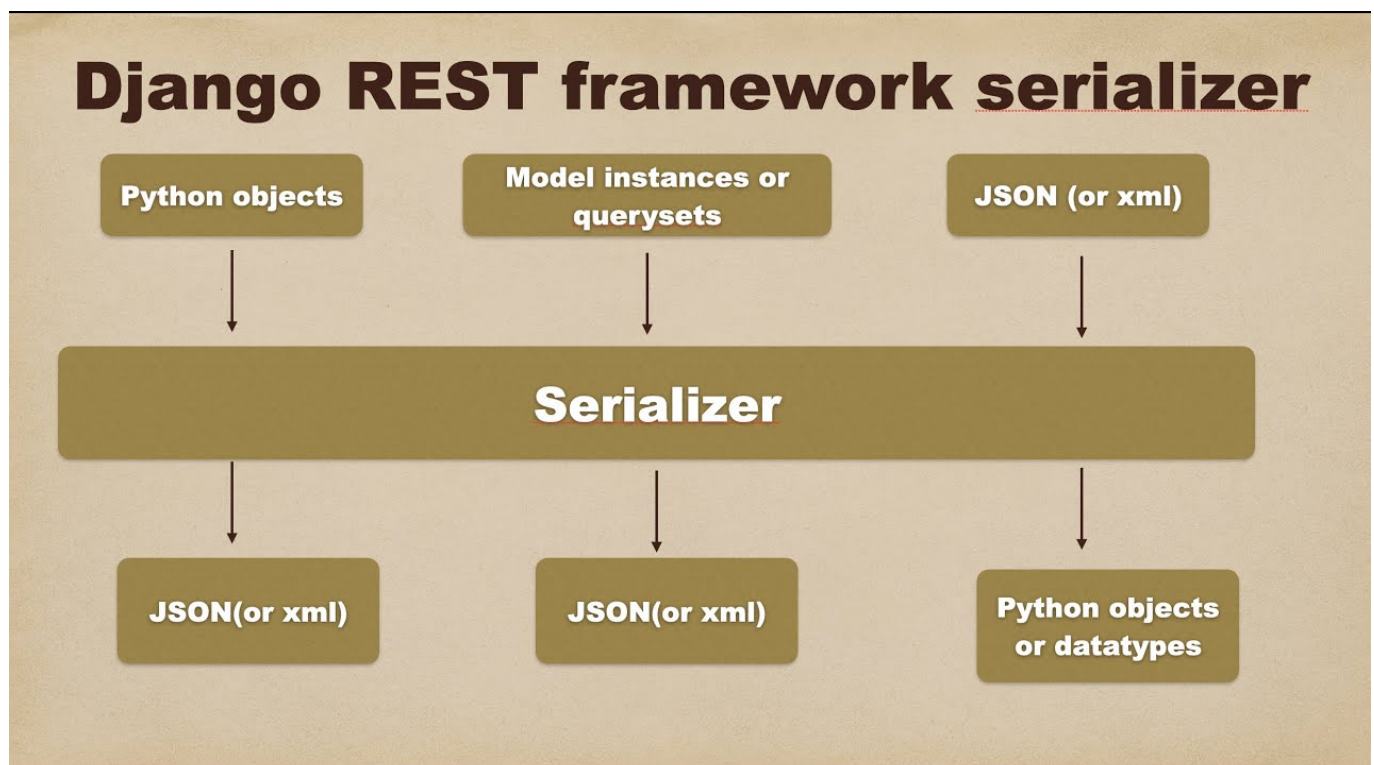 Django REST framework serializer
Python objects
Model instances or
querysets
JSON (or xml)
Serializer
JSON(or xml)
JSON(or xml)
Python objects
or datatypes